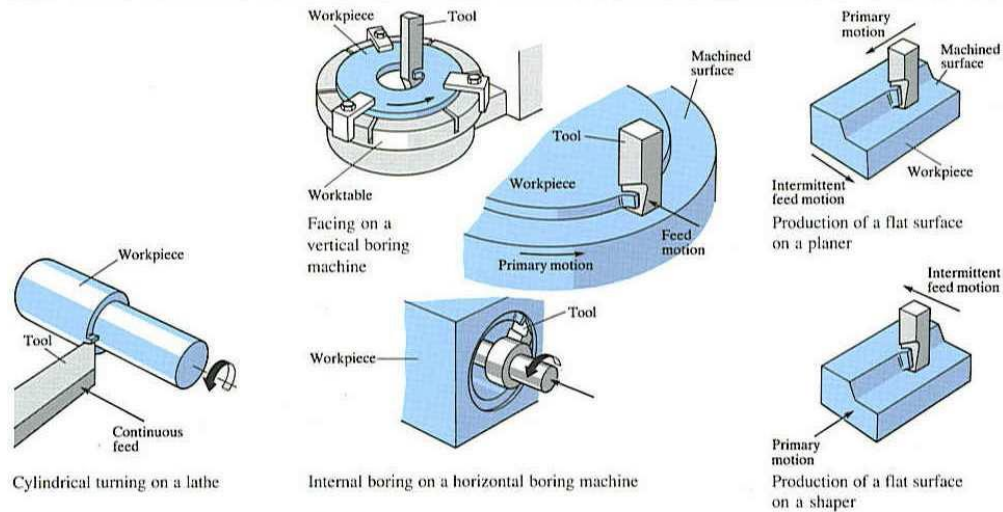 Workpiece
Tool
Worktable
Facing on a
vertical boring
machine
Machined
surface
Tool
Workpiece
Feed
motion
Primary motion
Primary
motion
Machined
surface
Workpiece
Intermittent
feed motion
Production of a flat surface
on a planer
Workpiece
Tool
Continuous
feed
Cylindrical turning on a lathe
Tool
Workpiece
Internal boring on a horizontal boring machine
Intermittent
feed motion
Primary
motion
Production of a flat surface
on a shaper